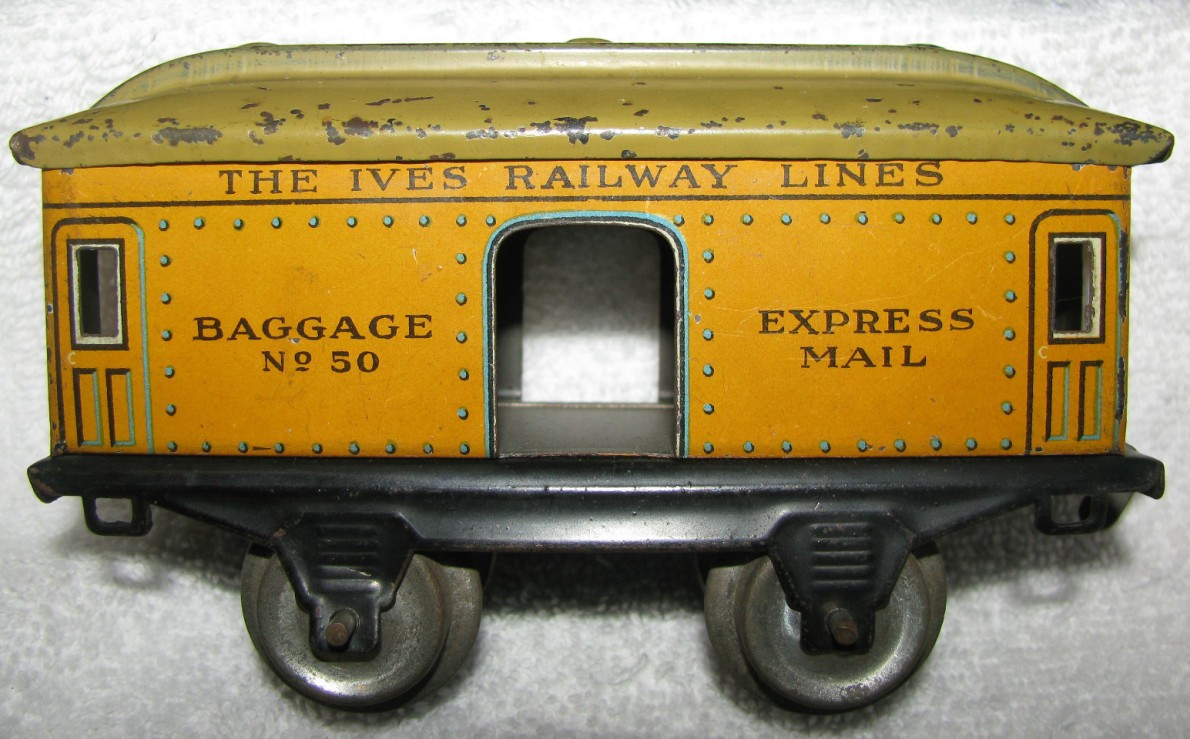 THE IVES RAILWAY LINES
BAGGAGE
Nº 50
EXPRESS
MAIL